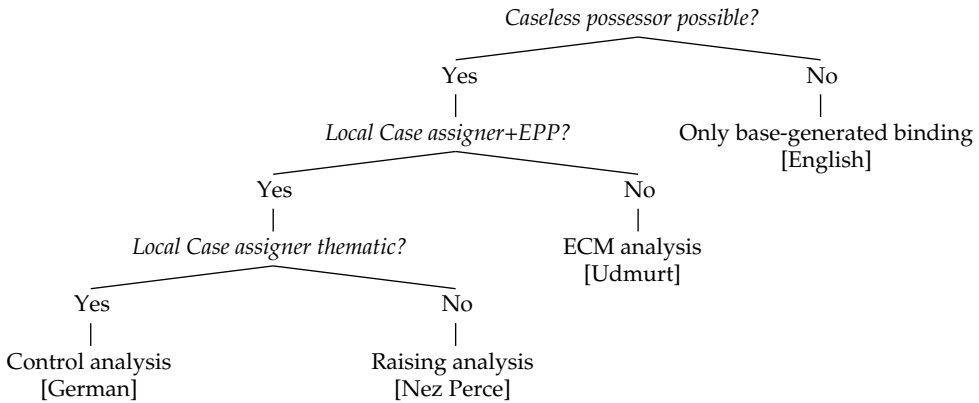 Caseless possessor possible?
Yes No
Local Case assigner+EPP? Only base-generated binding
[English]
Yes No
Local Case assigner thematic? ECM analysis
[Udmurt]
Yes No
Control analysis Raising analysis
[German] [Nez Perce]